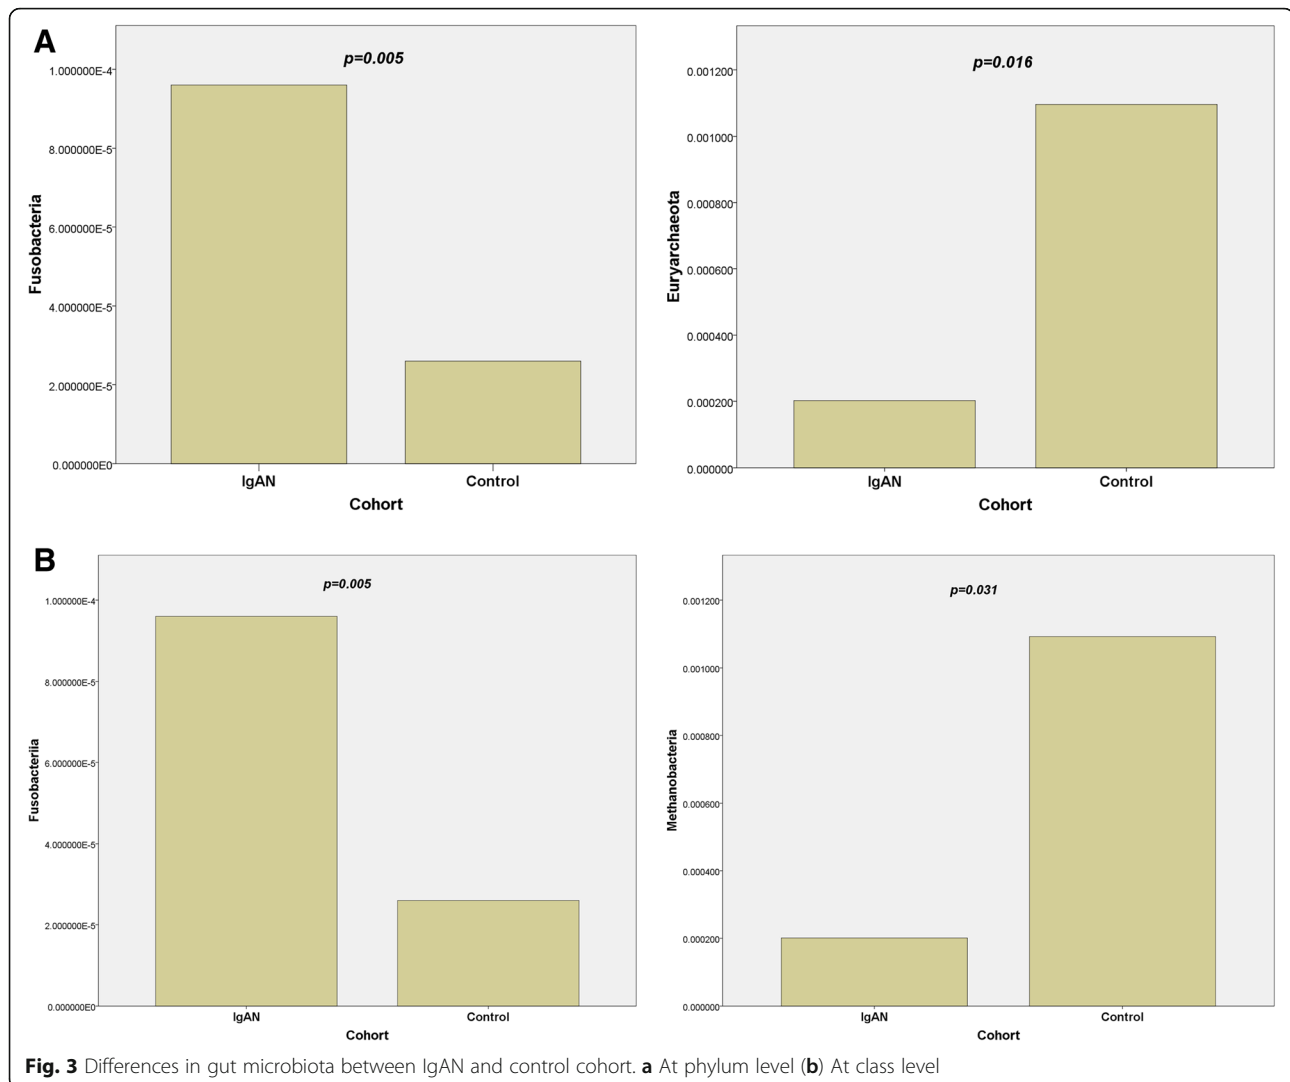 A
p=0.005
1.000000E-4
8.000000E-5
6.000000E-5
4.000000E-5
2.000000E-5
0.000000E0
Fusobacteria
IgAN Control
Cohort
p=0.016
0.001200
0.001000
0.000800
0.000600
0.000400
0.000200
0.000000
Euryarchaeota
IgAN Control
Cohort
B
p=0.005
1.000000E-4
8.000000E-5
6.000000E-5
4.000000E-5
2.000000E-5
0.000000E0
Fusobacteriia
IgAN Control
Cohort
p=0.031
0.001200
0.001000
0.000800
0.000600
0.000400
0.000200
0.000000
Methanobacteria
IgAN Control
Cohort
Fig. 3 Differences in gut microbiota between IgAN and control cohort. a At phylum level (b) At class level